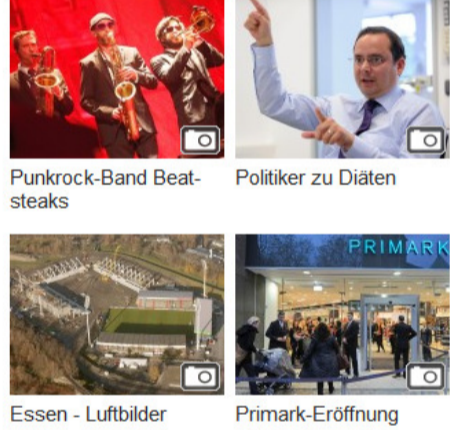 Punkrock-Band Beat-
steaks
Politiker zu Diäten
PRIMARK
Essen - Luftbilder
Primark-Eröffnung